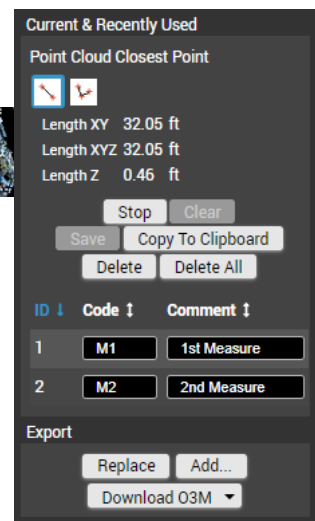 Current & Recently Used
Point Cloud Closest Point
Length XY 32.05 ft
Length XYZ 32.05 ft
Length Z 0.46 ft
Stop Clear
Save Copy To Clipboard
Delete Delete All
ID ↓ Code ↕ Comment ↕
1 M1 1st Measure
2 M2 2nd Measure
Export
Replace Add...
Download O3M